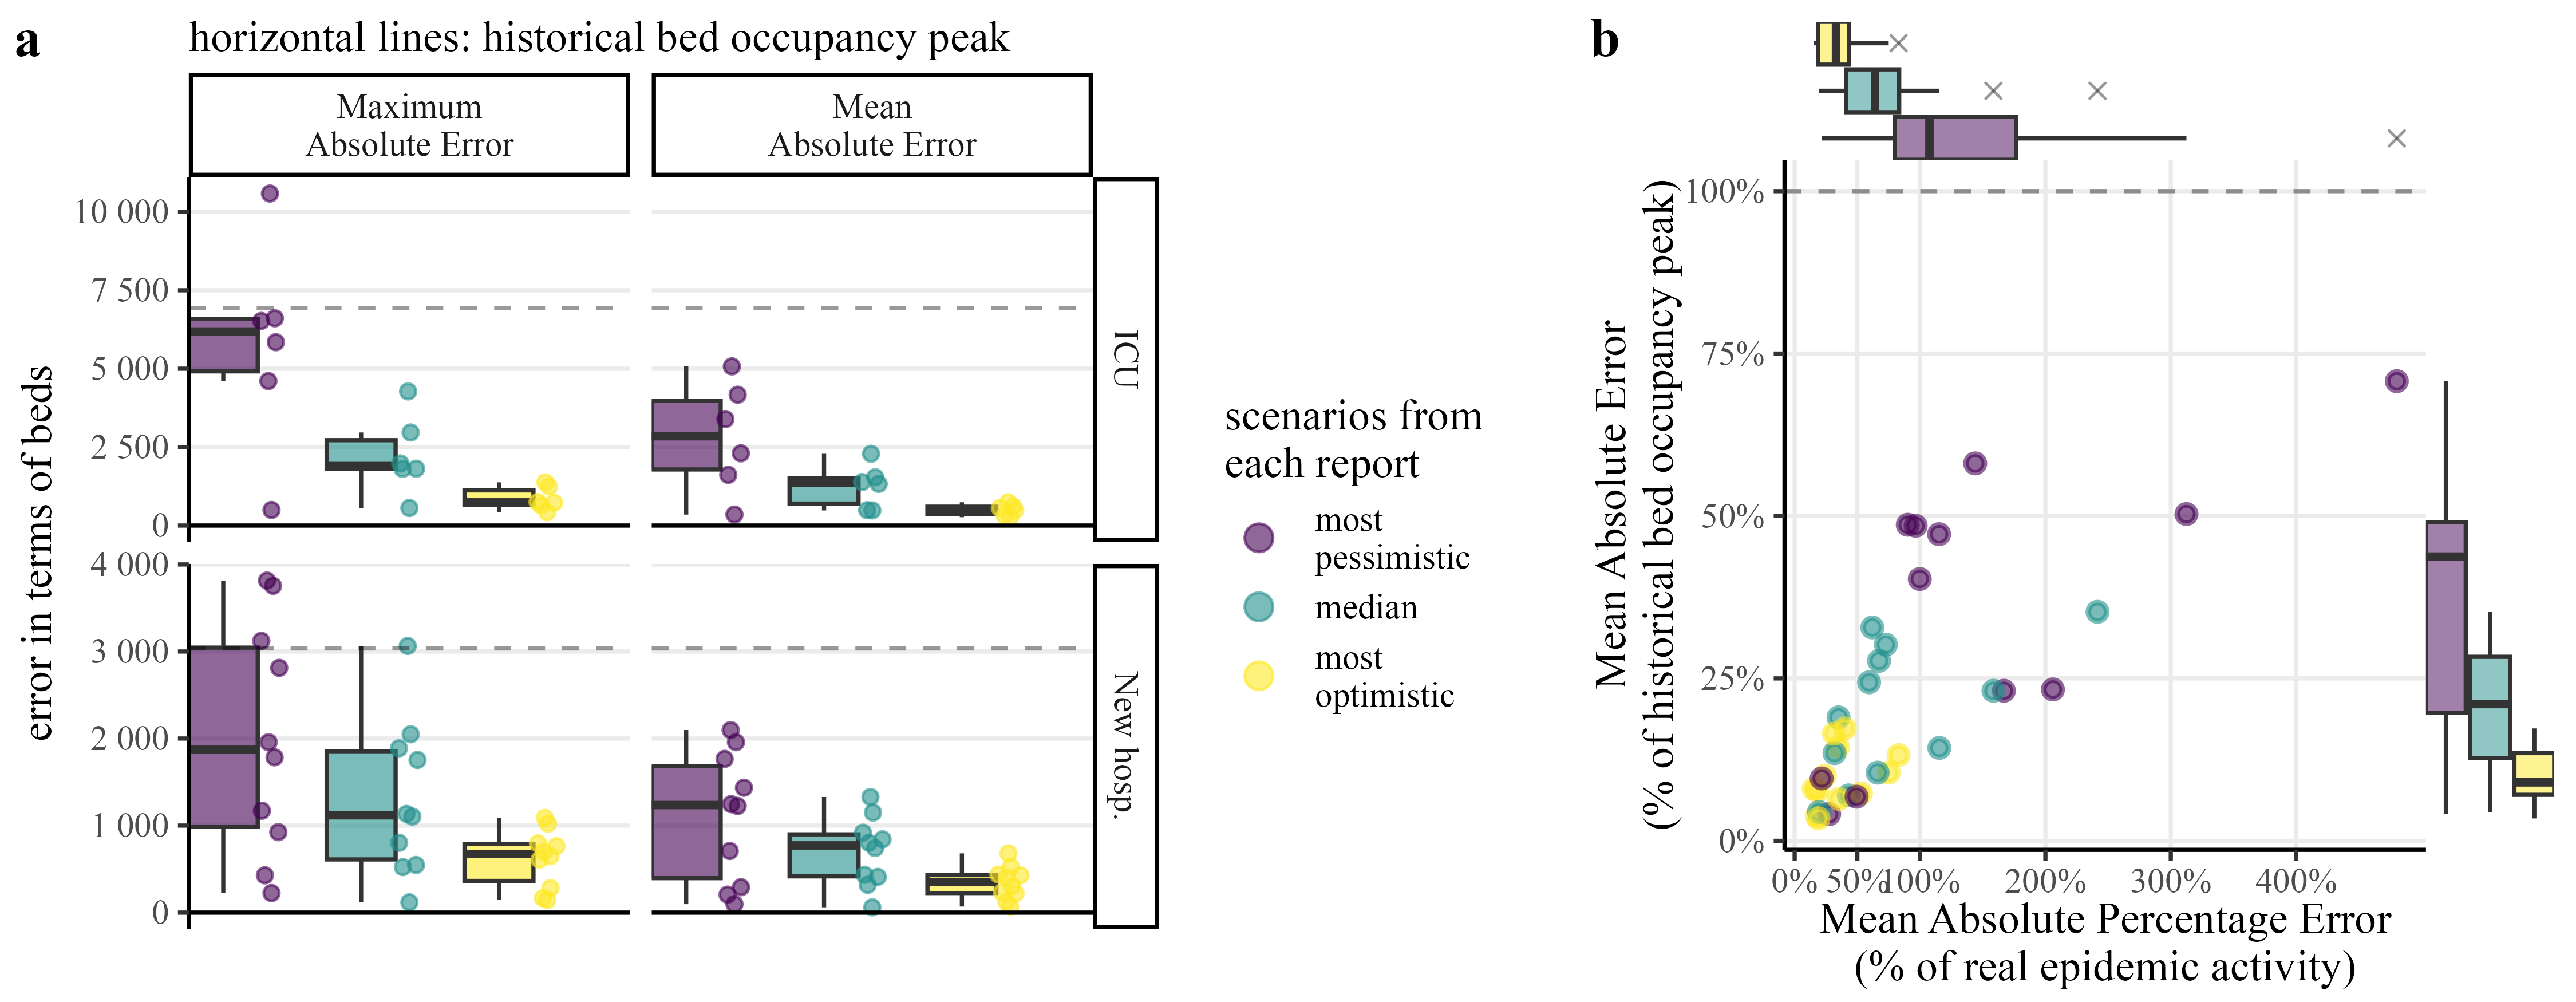 a
horizontal lines: historical bed occupancy peak
Maximum
Absolute Error
Mean
Absolute Error
error in terms of beds
10 000
7 500
5 000
2 500
0
ICU
4 000
3 000
2 000
1 000
0
New hosp.
scenarios from
each report
most
pessimistic
median
most
optimistic
b
Mean Absolute Error
(% of historical bed occupancy peak)
100%
75%
50%
25%
0%
0% 50% 100% 200% 300% 400%
Mean Absolute Percentage Error
(% of real epidemic activity)